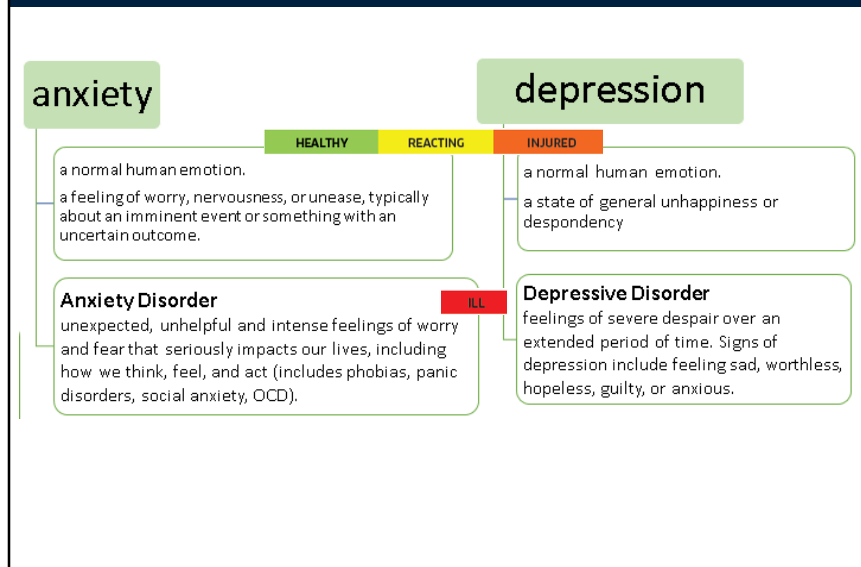 anxiety
depression
HEALTHY
REACTING
INJURED
a normal human emotion.
a feeling of worry, nervousness, or unease, typically
about an imminent event or something with an
uncertain outcome.
a normal human emotion.
a state of general unhappiness or
despondency
ILL
Anxiety Disorder
unexpected, unhelpful and intense feelings of worry
and fear that seriously impacts our lives, including
how we think, feel, and act (includes phobias, panic
disorders, social anxiety, OCD).
Depressive Disorder
feelings of severe despair over an
extended period of time. Signs of
depression include feeling sad, worthless,
hopeless, guilty, or anxious.